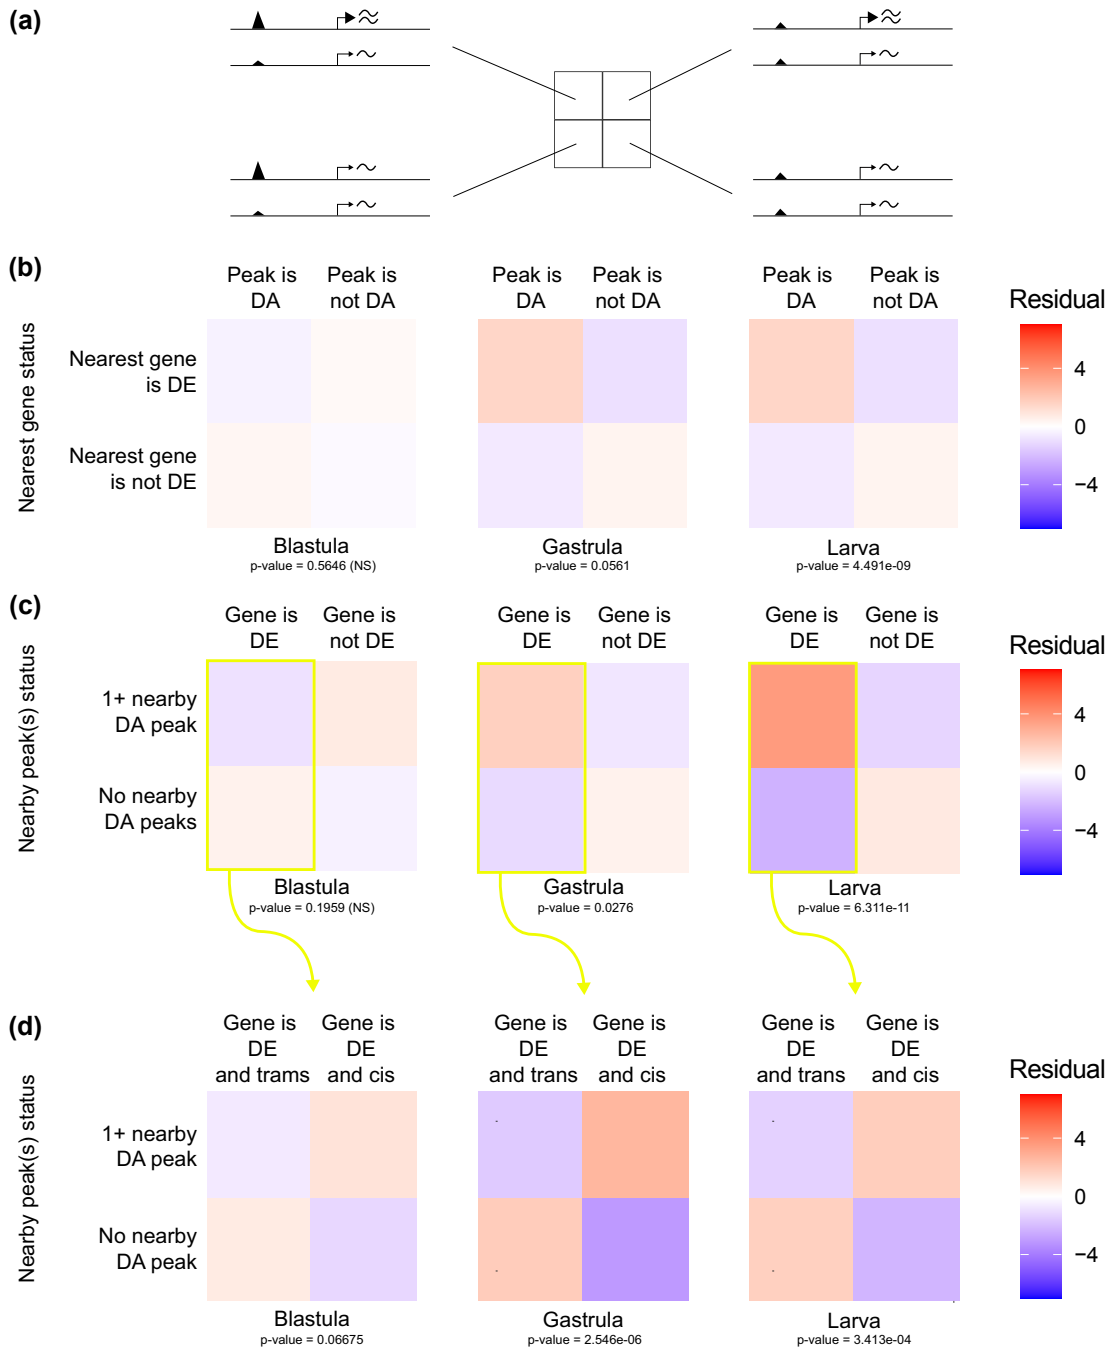 (a)
(b)
Peak is DA
Peak is not DA
Peak is DA
Peak is not DA
Peak is DA
Peak is not DA
Nearest gene status
Nearest gene is DE
Nearest gene is not DE
Residual
4
0
−4
Blastula
p-value = 0.5646 (NS)
Gastrula
p-value = 0.0561
Larva
p-value = 4.491e-09
(c)
Gene is DE
Gene is not DE
Gene is DE
Gene is not DE
Gene is DE
Gene is not DE
Nearby peak(s) status
1+ nearby DA peak
No nearby DA peaks
Residual
4
0
−4
Blastula
p-value = 0.1959 (NS)
Gastrula
p-value = 0.0276
Larva
p-value = 6.311e-11
(d)
Gene is DE and trams
Gene is DE and cis
Gene is DE and trans
Gene is DE and cis
Gene is DE and trans
Gene is DE and cis
Nearby peak(s) status
1+ nearby DA peak
No nearby DA peak
Residual
4
0
−4
Blastula
p-value = 0.06675
Gastrula
p-value = 2.546e-06
Larva
p-value = 3.413e-04